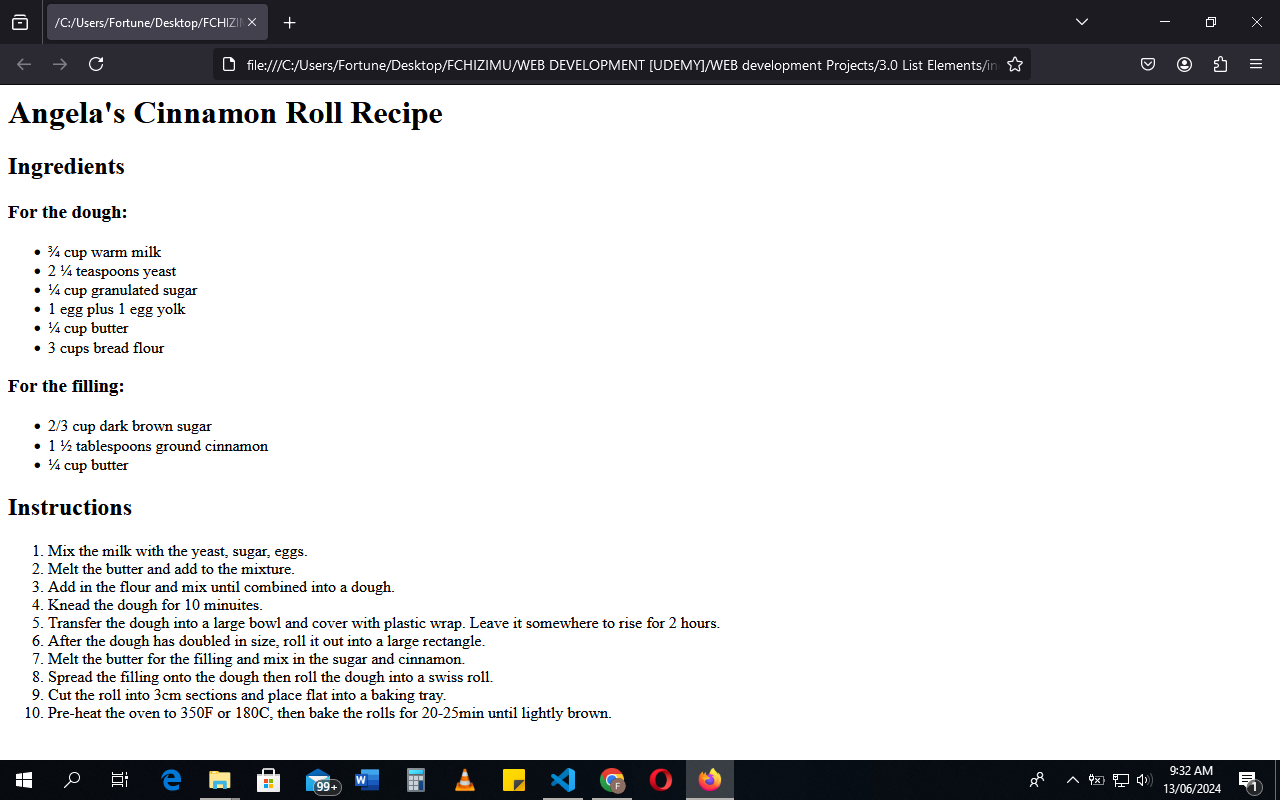 /C:/Users/Fortune/Desktop/FCHIZI
file:///C:/Users/Fortune/Desktop/FCHIZIMU/WEB DEVELOPMENT [UDEMY]/WEB development Projects/3.0 List Elements/in
Angela's Cinnamon Roll Recipe
Ingredients
For the dough:
• ¾ cup warm milk
• 2 ¼ teaspoons yeast
• ¼ cup granulated sugar
• 1 egg plus 1 egg yolk
• ¼ cup butter
• 3 cups bread flour
For the filling:
• 2/3 cup dark brown sugar
• 1 ½ tablespoons ground cinnamon
• ¼ cup butter
Instructions
1. Mix the milk with the yeast, sugar, eggs.
2. Melt the butter and add to the mixture.
3. Add in the flour and mix until combined into a dough.
4. Knead the dough for 10 minuites.
5. Transfer the dough into a large bowl and cover with plastic wrap. Leave it somewhere to rise for 2 hours.
6. After the dough has doubled in size, roll it out into a large rectangle.
7. Melt the butter for the filling and mix in the sugar and cinnamon.
8. Spread the filling onto the dough then roll the dough into a swiss roll.
9. Cut the roll into 3cm sections and place flat into a baking tray.
10. Pre-heat the oven to 350F or 180C, then bake the rolls for 20-25min until lightly brown.
99+
F
9:32 AM
13/06/2024
1